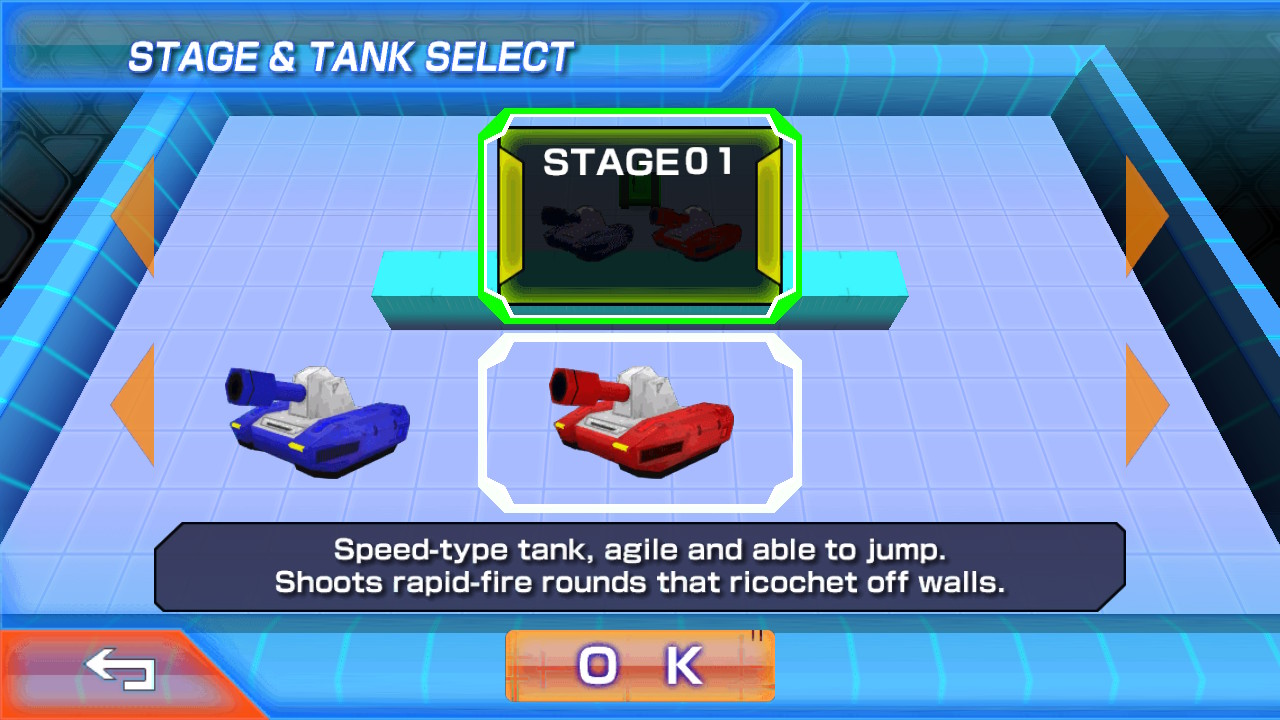 STAGE & TANK SELECT
STAGE01
Speed-type tank, agile and able to jump.
Shoots rapid-fire rounds that ricochet off walls.
OK